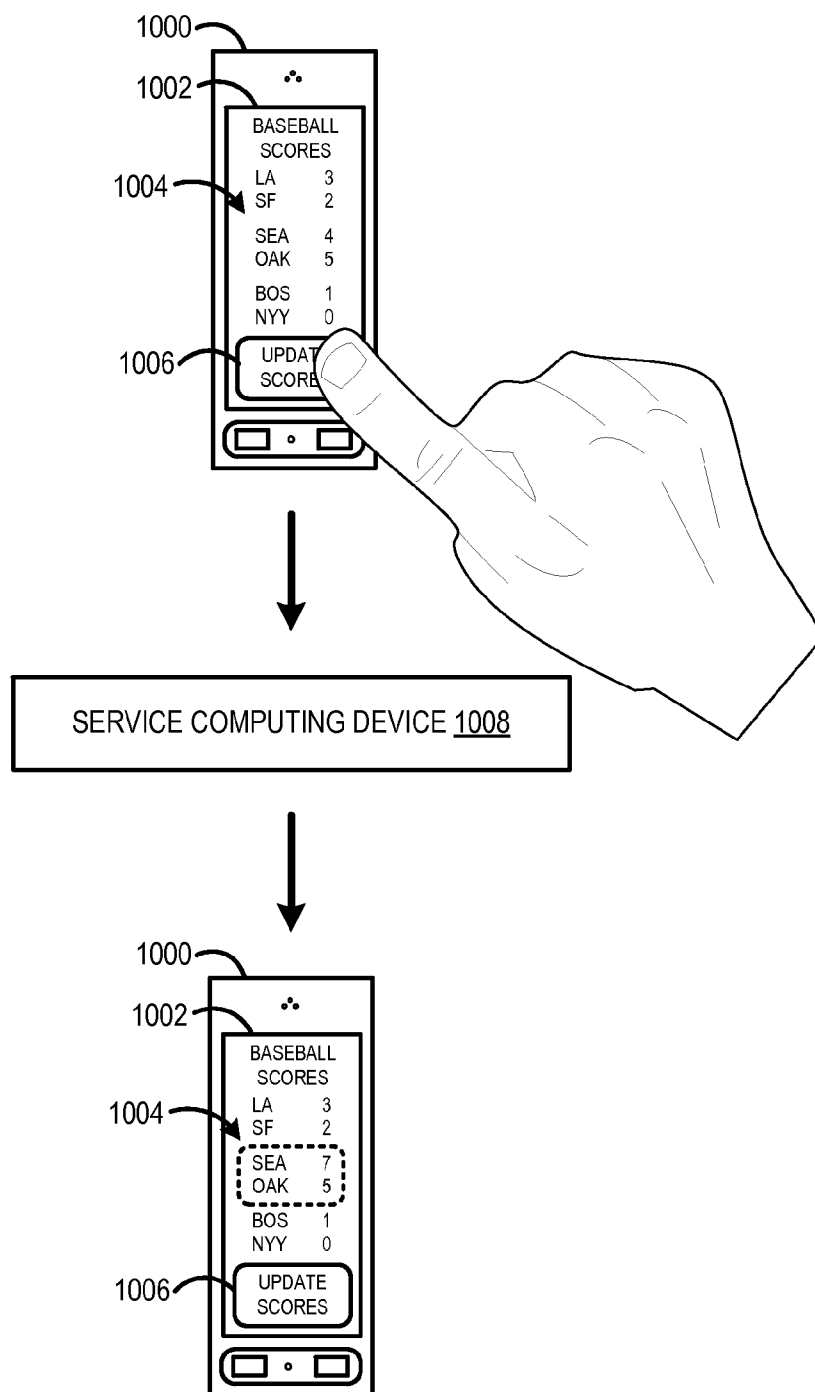 1000
1002
BASEBALL
SCORES
LA 3
SF 2
1004
SEA 4
OAK 5
BOS 1
NYY 0
1006
UPDAT
SCORE
SERVICE COMPUTING DEVICE 1008
1000
1002
BASEBALL
SCORES
LA 3
SF 2
1004
SEA 7
OAK 5
BOS 1
NYY 0
1006
UPDATE
SCORES